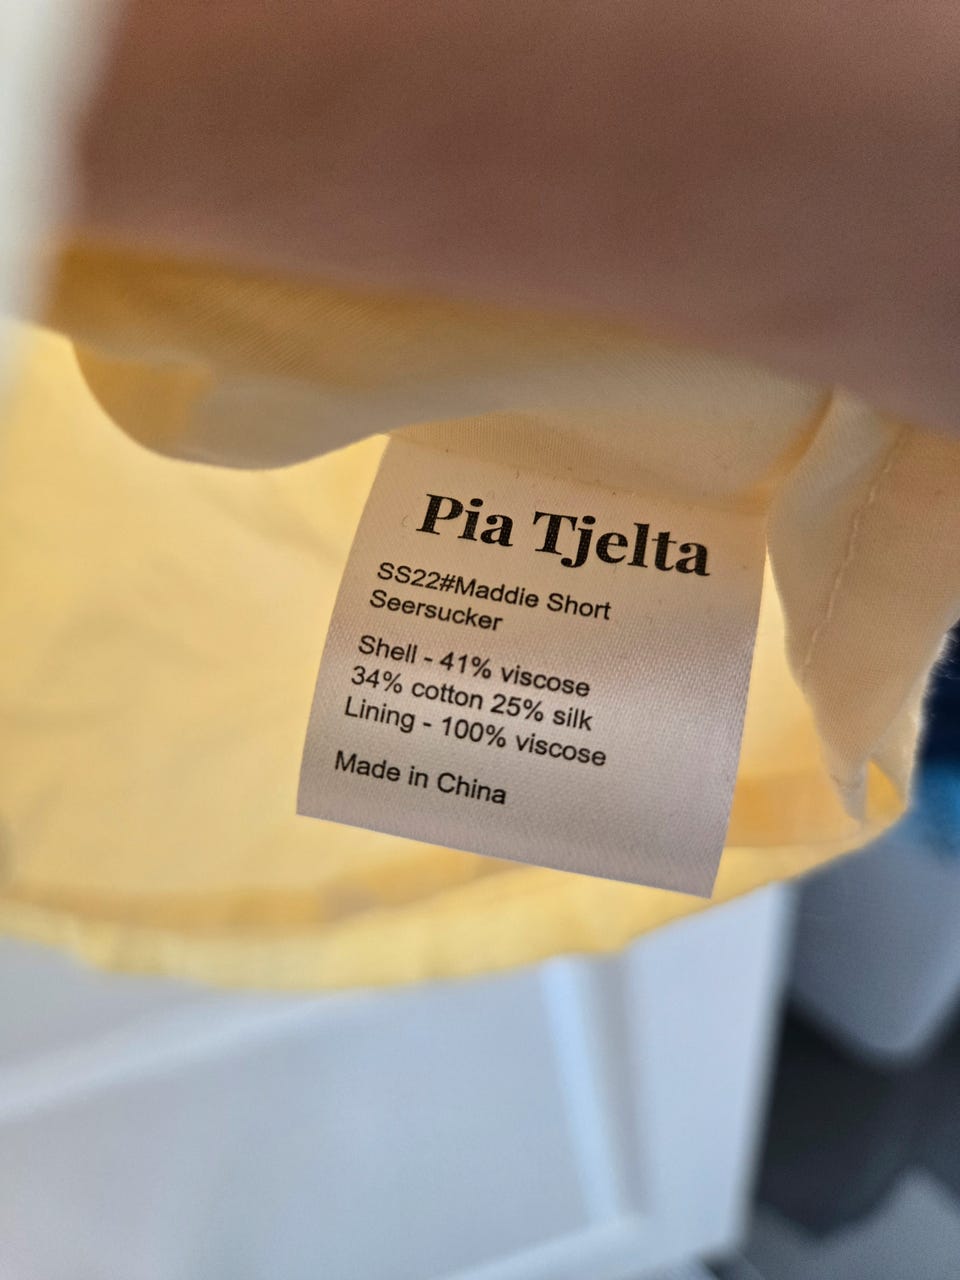 Pia Tjelta
SS22#Maddie Short
Seersucker
Shell - 41% viscose
34% cotton 25% silk
Lining - 100% viscose
Made in China